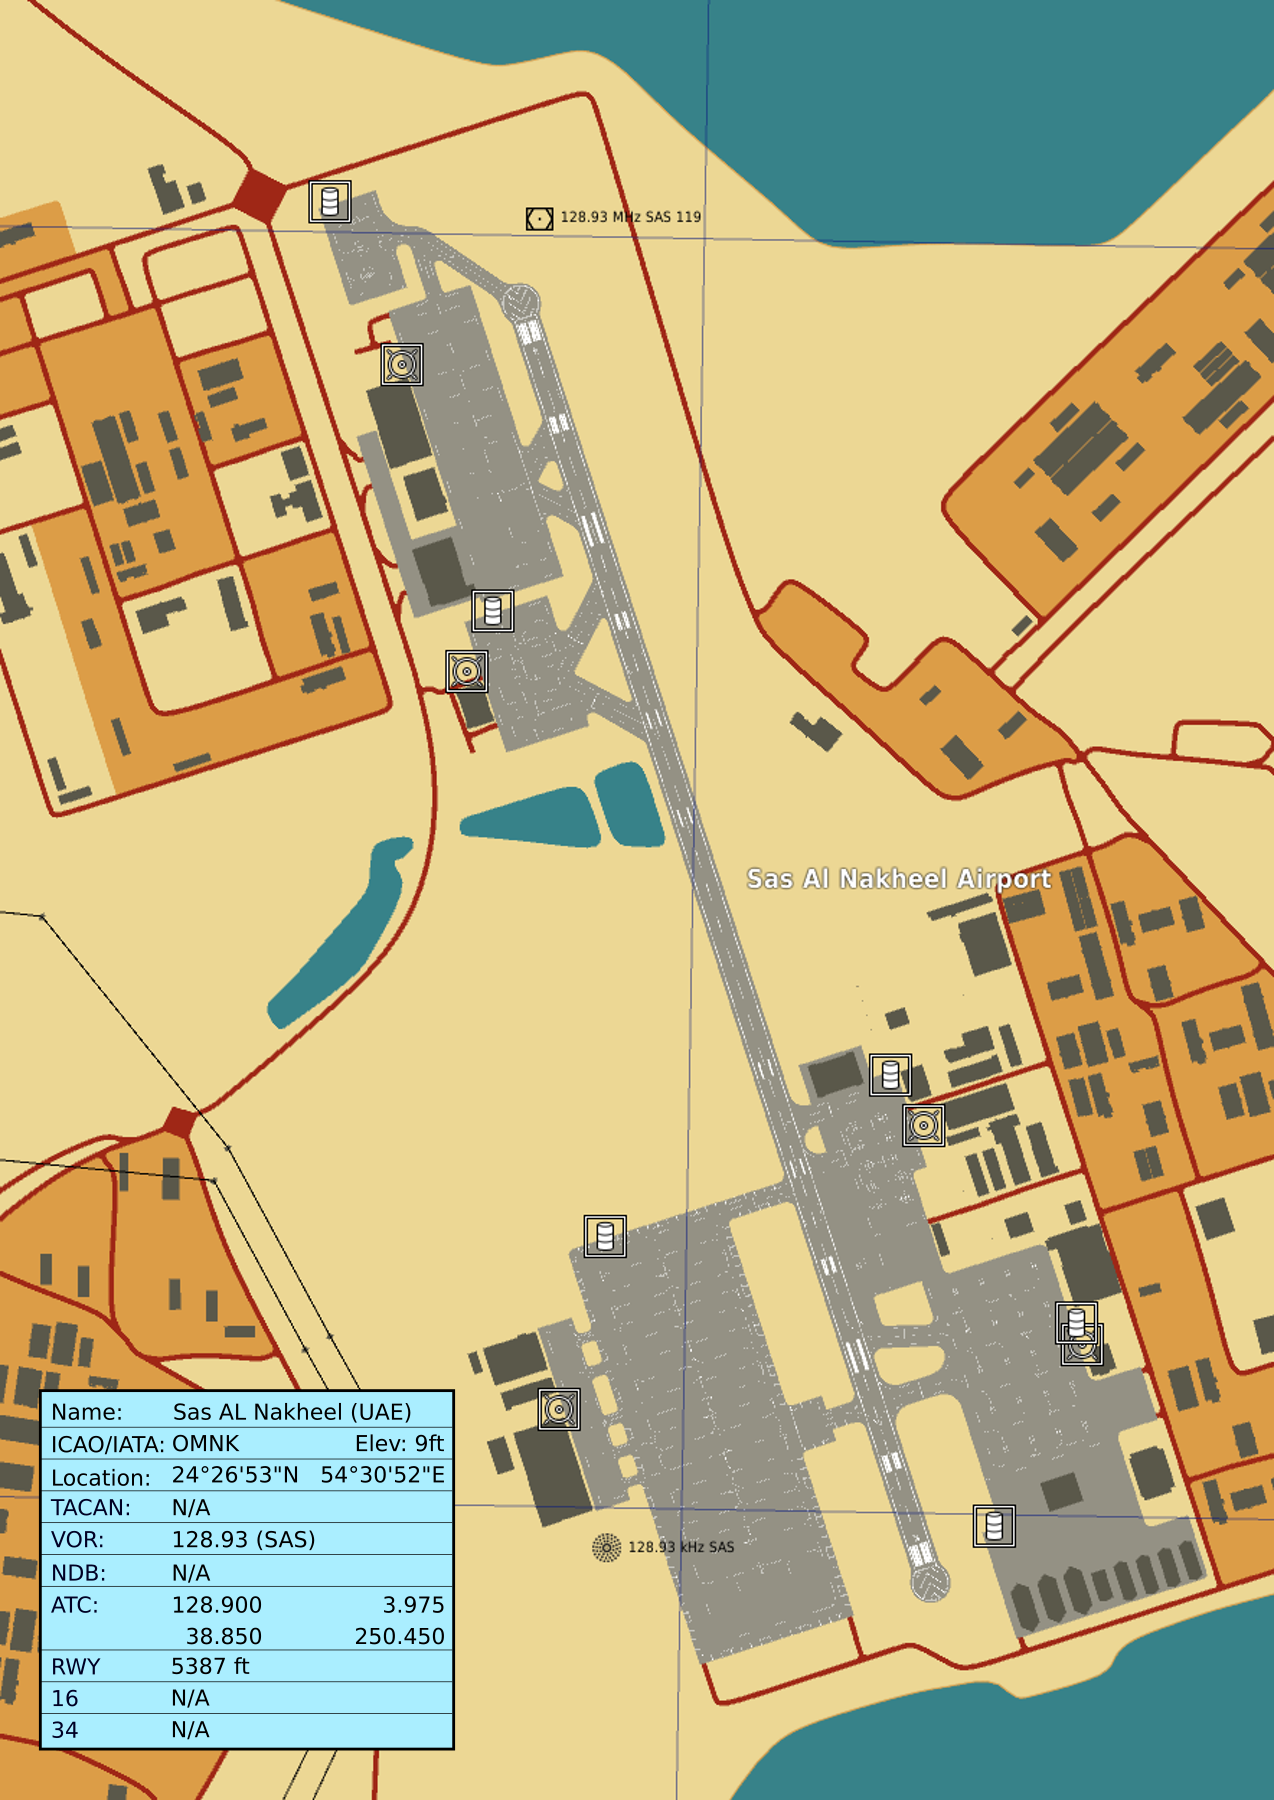 128.93 MHz SAS 119
Sas Al Nakheel Airport
128.93 kHz SAS
Name: Sas AL Nakheel (UAE)
ICAO/IATA: OMNK Elev: 9ft
Location: 24°26'53"N 54°30'52"E
TACAN: N/A
VOR: 128.93 (SAS)
NDB: N/A
ATC: 128.900 3.975
38.850 250.450
RWY 5387 ft
16 N/A
34 N/A